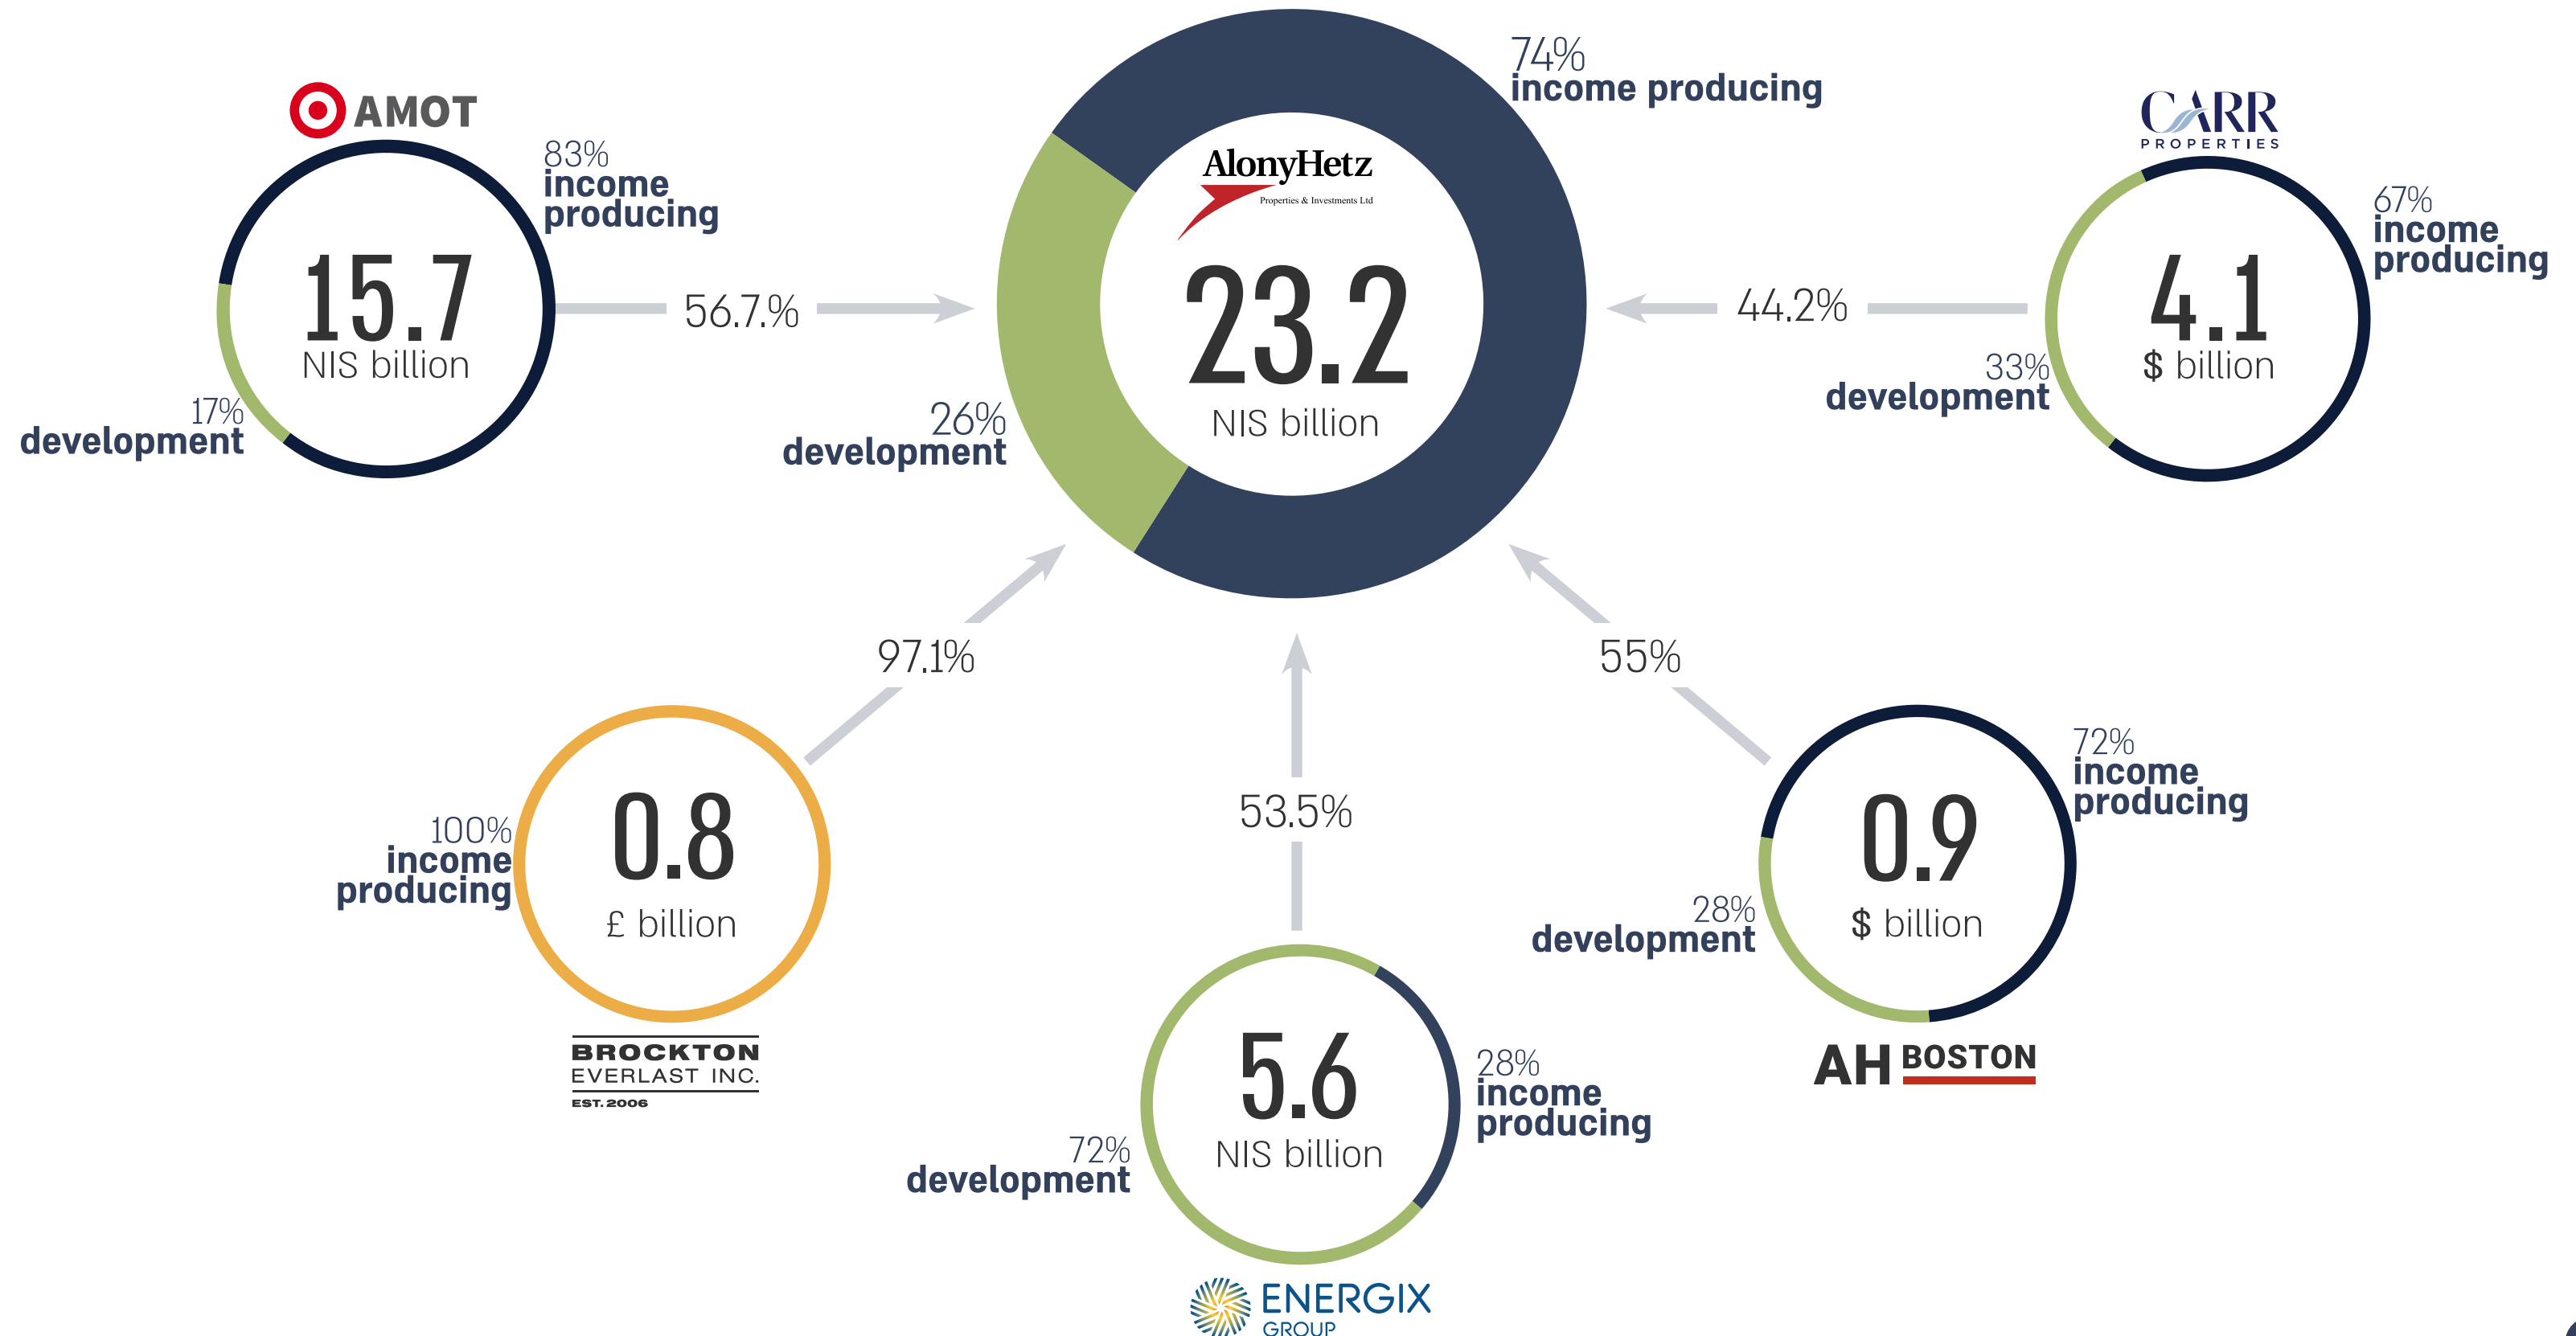 AMOT
83%
income
producing
15.7
NIS billion
17%
development
56.7.%
74%
income producing
AlonyHetz
Properties & Investments Ltd
23.2
NIS billion
26%
development
CARR
PROPERTIES
67%
income
producing
4.1
$ billion
33%
development
44.2%
97.1%
100%
income
producing
0.8
£ billion
BROCKTON
EVERLAST INC.
EST. 2006
53.5%
5.6
NIS billion
28%
income
producing
72%
development
ENERGIX
GROUP
55%
72%
income
producing
0.9
$ billion
28%
development
AH BOSTON